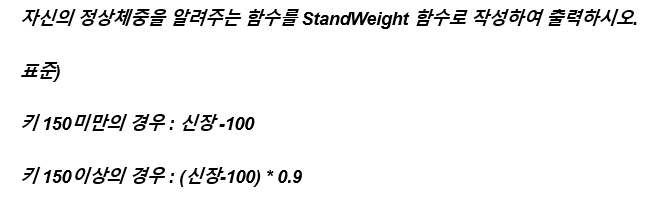 자신의 정상체중을 알려주는 함수를 StandWeight 함수로 작성하여 출력하시오.
표준)
키 150미만의 경우 : 신장 -100
키 150이상의 경우 : (신장-100) * 0.9